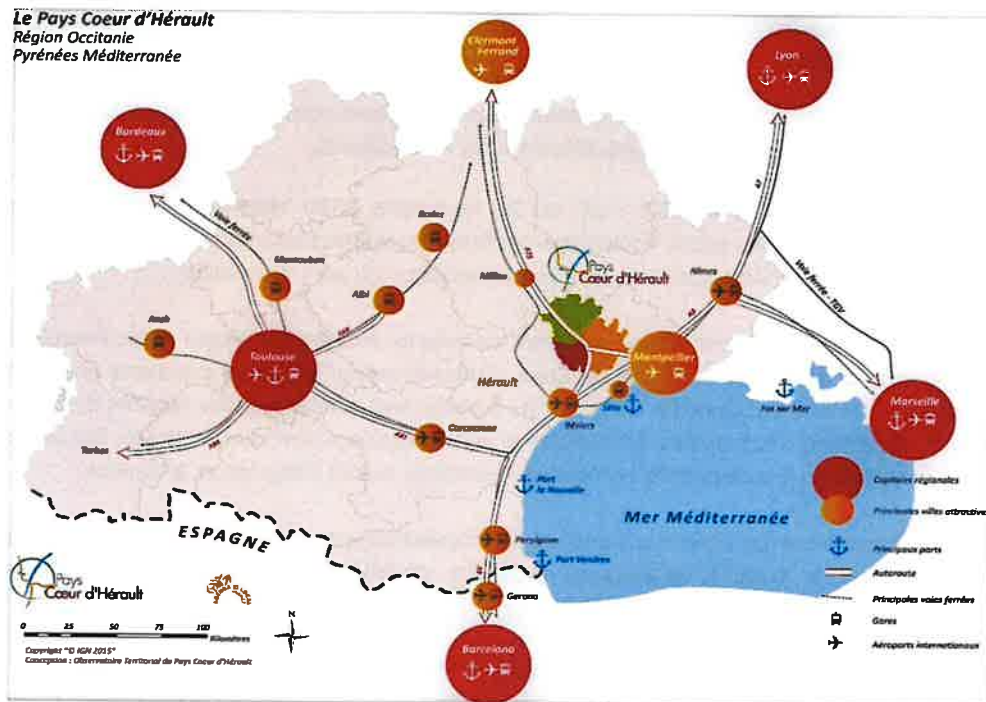 Le Pays Coeur d'Hérault
Région Occitanie
Pyrénées Méditerranée
Clermont
Ferrand
Lyon
Bordeaux
Voie ferrée
Montauban
Rodez
Albi
Millau
Pays
Cœur d'Hérault
Nîmes
Voie ferrée - TGV
Auch
Toulouse
Montpellier
Hérault
Sète
Béziers
Fos sur Mer
Marseille
Carcassonne
Tarbes
Port
la Nouvelle
Mer Méditerranée
ESPAGNE
Perpignan
Port Vendres
Gerona
Barcelona
Capitales régionales
Principales villes attractive
Principaux ports
Autoroute
Principales voies ferrées
Gares
Aéroports internationaux
Pays
Cœur d'Hérault
N
0 25 50 75 100
Kilomètres
Copyright "© IGN 2015"
Conception : Observatoire Territorial du Pays Coeur d'Hérault